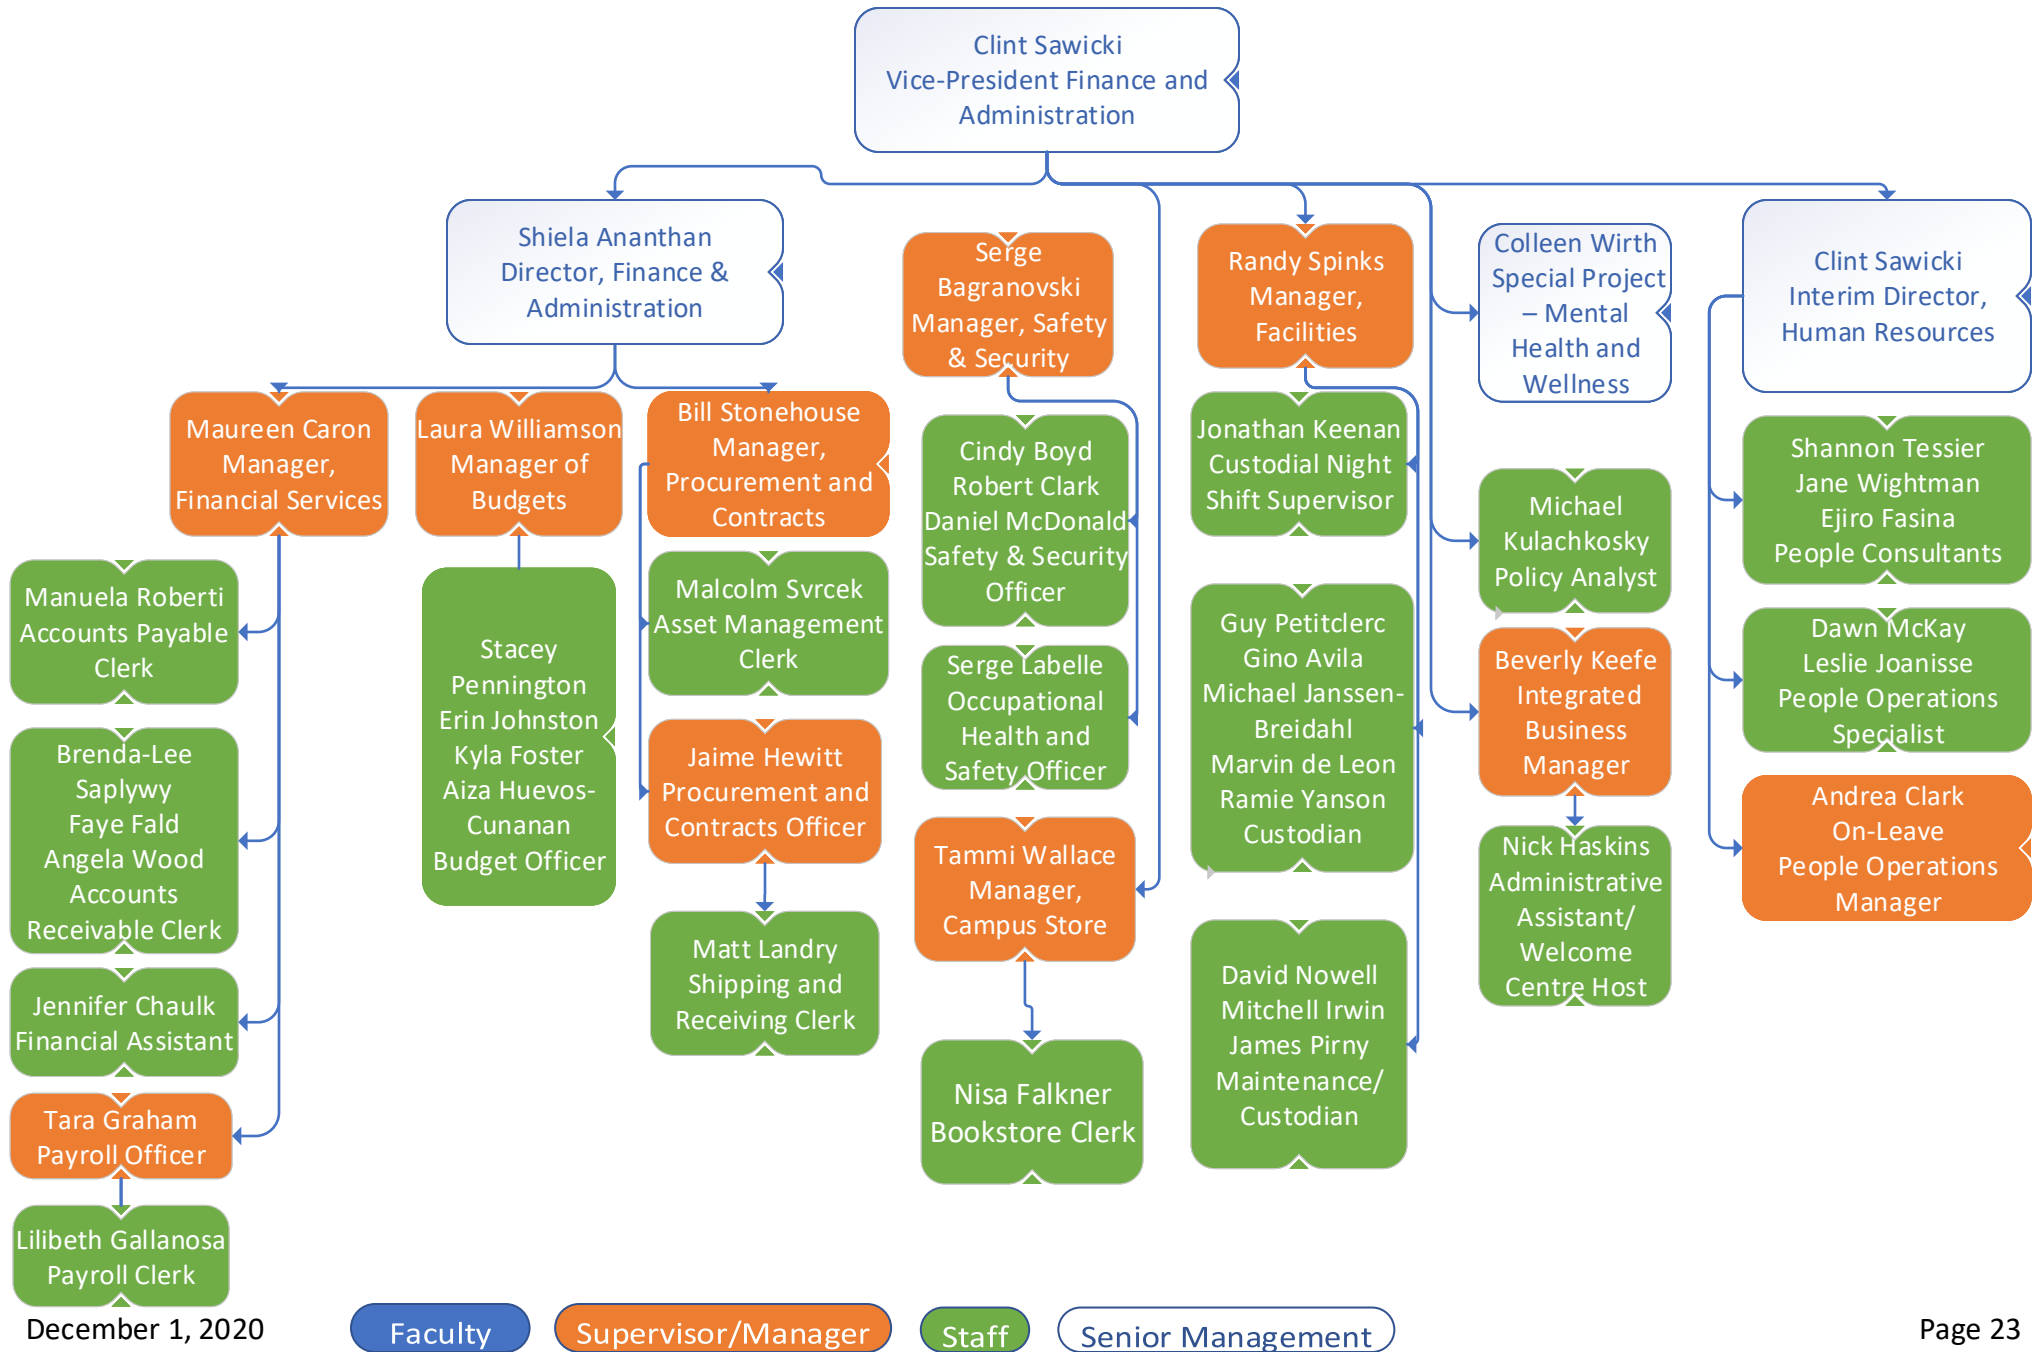 Clint Sawicki
Vice-President Finance and
Administration
Shiela Ananthan
Director, Finance &
Administration
Serge
Bagranovski
Manager, Safety
& Security
Randy Spinks
Manager,
Facilities
Colleen Wirth
Special Project
– Mental
Health and
Wellness
Clint Sawicki
Interim Director,
Human Resources
Maureen Caron
Manager,
Financial Services
Laura Williamson
Manager of
Budgets
Bill Stonehouse
Manager,
Procurement and
Contracts
Manuela Roberti
Accounts Payable
Clerk
Brenda-Lee
Saplywy
Faye Fald
Angela Wood
Accounts
Receivable Clerk
Jennifer Chaulk
Financial Assistant
Tara Graham
Payroll Officer
Lilibeth Gallanosa
Payroll Clerk
Stacey
Pennington
Erin Johnston
Kyla Foster
Aiza Huevos-
Cunanan
Budget Officer
Malcolm Svrcek
Asset Management
Clerk
Jaime Hewitt
Procurement and
Contracts Officer
Matt Landry
Shipping and
Receiving Clerk
Cindy Boyd
Robert Clark
Daniel McDonald
Safety & Security
Officer
Serge Labelle
Occupational
Health and
Safety Officer
Tammi Wallace
Manager,
Campus Store
Nisa Falkner
Bookstore Clerk
Jonathan Keenan
Custodial Night
Shift Supervisor
Guy Petitclerc
Gino Avila
Michael Janssen-
Breidahl
Marvin de Leon
Ramie Yanson
Custodian
David Nowell
Mitchell Irwin
James Pirny
Maintenance/
Custodian
Michael
Kulachkosky
Policy Analyst
Beverly Keefe
Integrated
Business
Manager
Nick Haskins
Administrative
Assistant/
Welcome
Centre Host
Shannon Tessier
Jane Wightman
Ejiro Fasina
People Consultants
Dawn McKay
Leslie Joanisse
People Operations
Specialist
Andrea Clark
On-Leave
People Operations
Manager
December 1, 2020
Faculty
Supervisor/Manager
Staff
Senior Management
Page 23